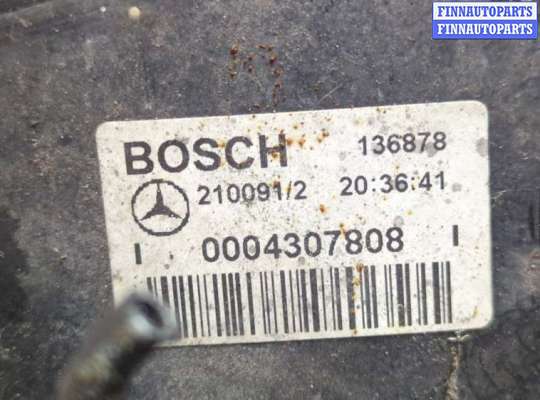 FINNAUTOPARTS
FINNAUTOPARTS
BOSCH 136878
210091/2 20:36:41
0004307808